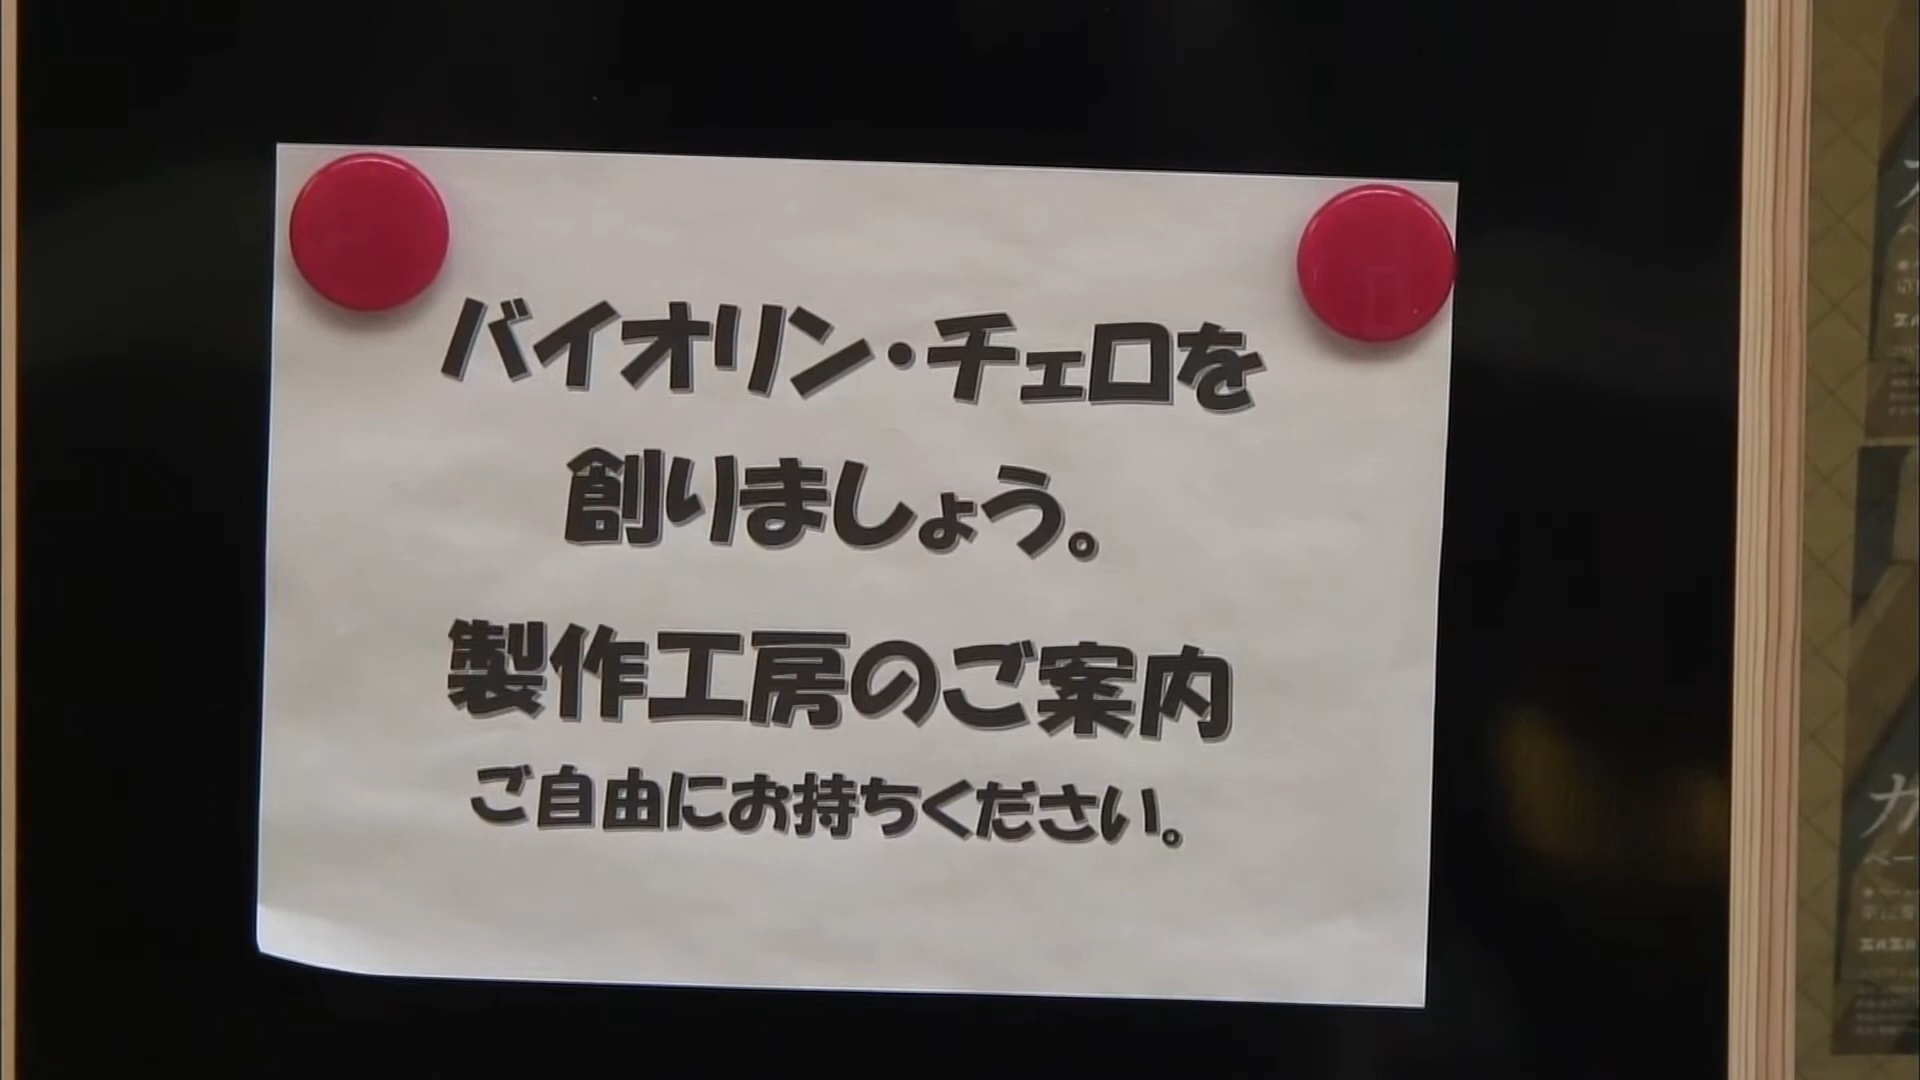 バイオリン・チェロを
創りましょう。
製作工房のご案内
ご自由にお持ちください。